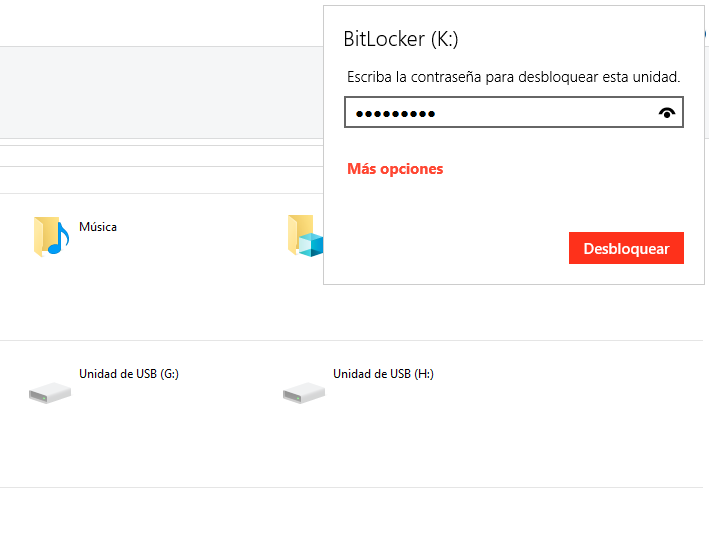 BitLocker (K:)
Escriba la contraseña para desbloquear esta unidad.
•••••••••
Más opciones
Desbloquear
Música
Unidad de USB (G:)
Unidad de USB (H:)